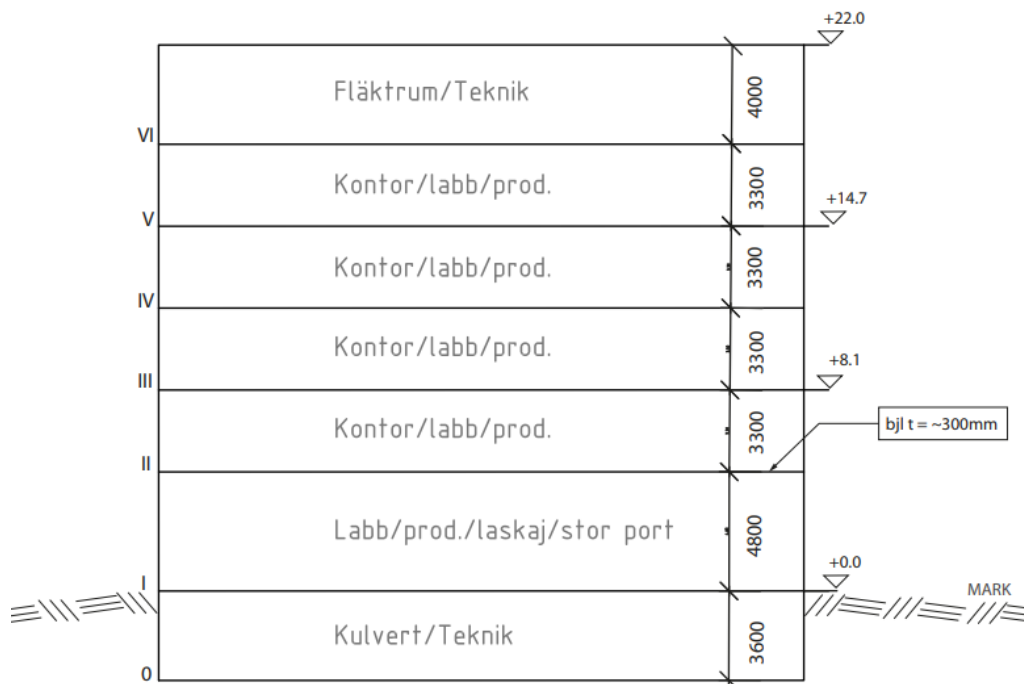 +22.0
Fläktrum/Teknik
4000
VI
Kontor/labb/prod.
3300
+14.7
V
Kontor/labb/prod.
3300
IV
Kontor/labb/prod.
3300
+8.1
III
Kontor/labb/prod.
3300
bjl t = ~300mm
II
Labb/prod./laskaj/stor port
4800
+0.0
I
MARK
Kulvert/Teknik
3600
0